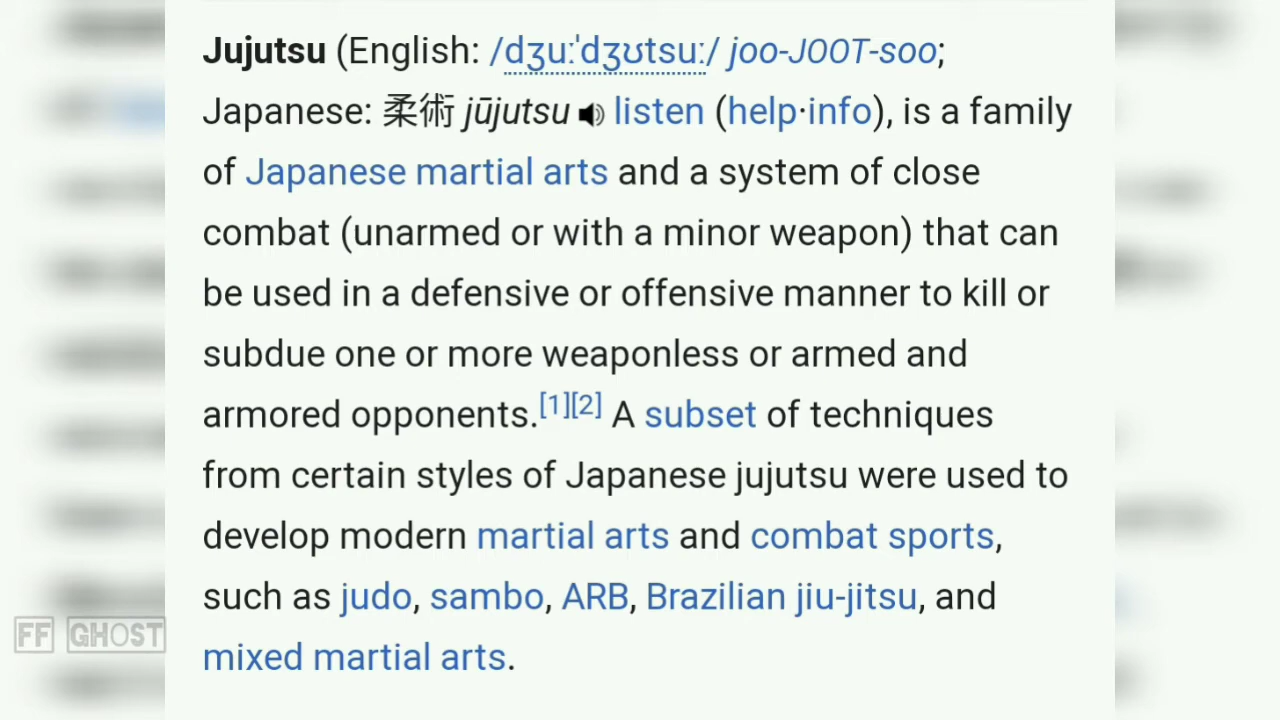 Jujutsu (English: /dʒuːˈdʒʊtsuː/ joo-JOOT-soo;
Japanese: 柔術 jūjutsu listen (help·info), is a family
of Japanese martial arts and a system of close
combat (unarmed or with a minor weapon) that can
be used in a defensive or offensive manner to kill or
subdue one or more weaponless or armed and
armored opponents.[1][2] A subset of techniques
from certain styles of Japanese jujutsu were used to
develop modern martial arts and combat sports,
such as judo, sambo, ARB, Brazilian jiu-jitsu, and
mixed martial arts.
FF GHOST